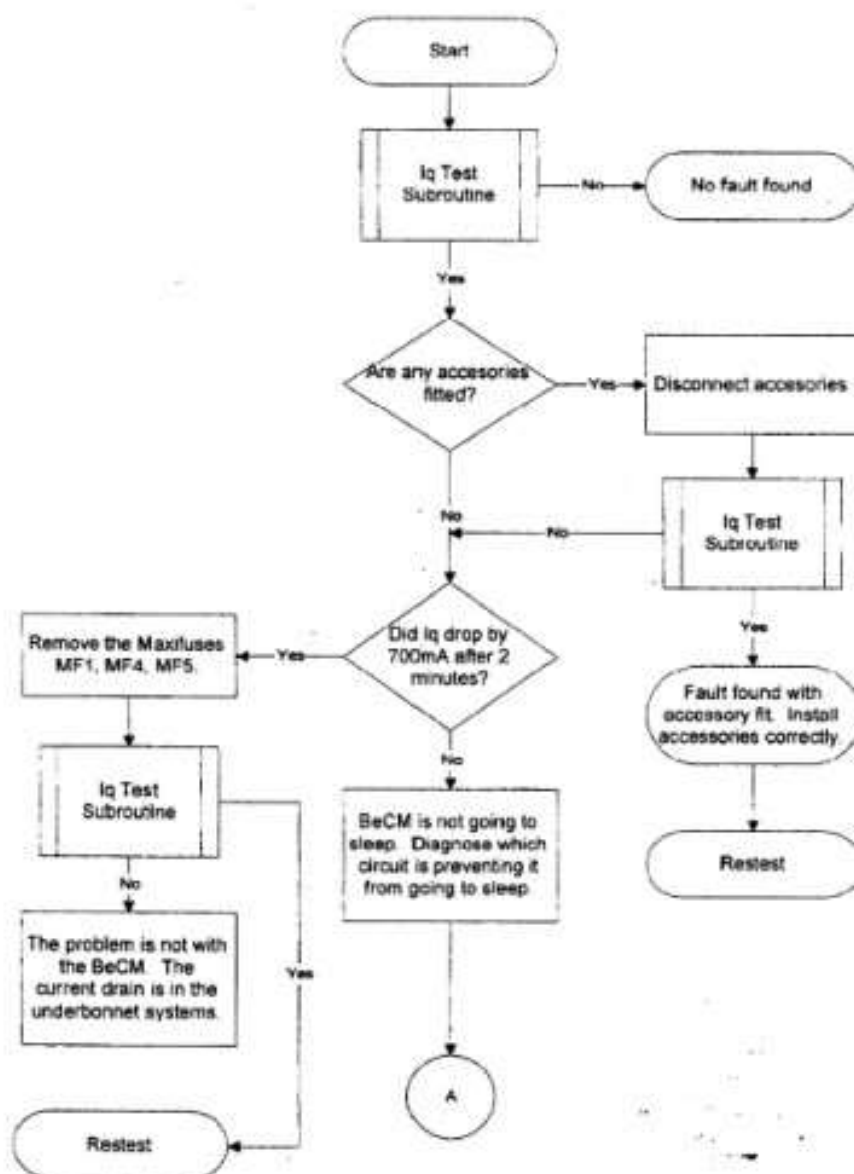 Start
Iq Test
Subroutine
No
No fault found
Yes
Are any accesories
fitted?
Yes
Disconnect accesories
No
No
Iq Test
Subroutine
Yes
Fault found with
accessory fit. Install
accessories correctly
Restest
Did Iq drop by
700mA after 2
minutes?
Yes
Remove the Maxifuses
MF1, MF4, MF5.
Iq Test
Subroutine
No
Yes
The problem is not with
the BeCM. The
current drain is in the
underbonnet systems.
Restest
No
BeCM is not going to
sleep. Diagnose which
circuit is preventing it
from going to sleep
A